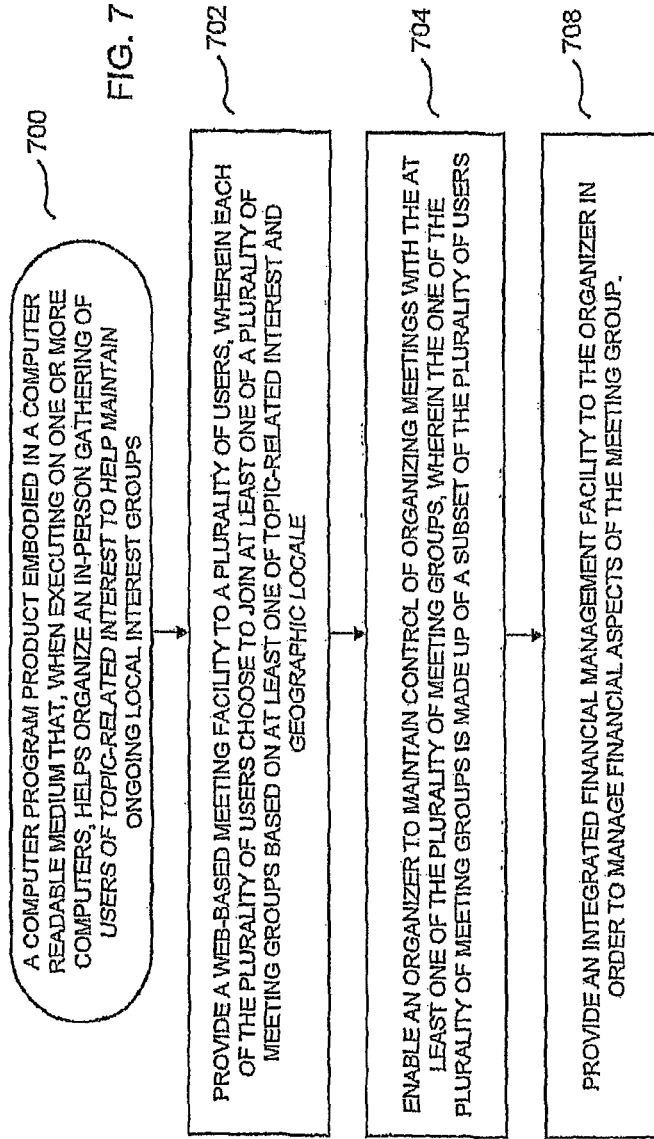 FIG. 7
A COMPUTER PROGRAM PRODUCT EMBODIED IN A COMPUTER
READABLE MEDIUM THAT, WHEN EXECUTING ON ONE OR MORE
COMPUTERS, HELPS ORGANIZE AN IN-PERSON GATHERING OF
USERS OF TOPIC-RELATED INTEREST TO HELP MAINTAIN
ONGOING LOCAL INTEREST GROUPS
700
PROVIDE A WEB-BASED MEETING FACILITY TO A PLURALITY OF USERS, WHEREIN EACH
OF THE PLURALITY OF USERS CHOOSE TO JOIN AT LEAST ONE OF A PLURALITY OF
MEETING GROUPS BASED ON AT LEAST ONE OF TOPIC-RELATED INTEREST AND
GEOGRAPHIC LOCALE
702
ENABLE AN ORGANIZER TO MAINTAIN CONTROL OF ORGANIZING MEETINGS WITH THE AT
LEAST ONE OF THE PLURALITY OF MEETING GROUPS, WHEREIN THE ONE OF THE
PLURALITY OF MEETING GROUPS IS MADE UP OF A SUBSET OF THE PLURALITY OF USERS
704
PROVIDE AN INTEGRATED FINANCIAL MANAGEMENT FACILITY TO THE ORGANIZER IN
ORDER TO MANAGE FINANCIAL ASPECTS OF THE MEETING GROUP.
708